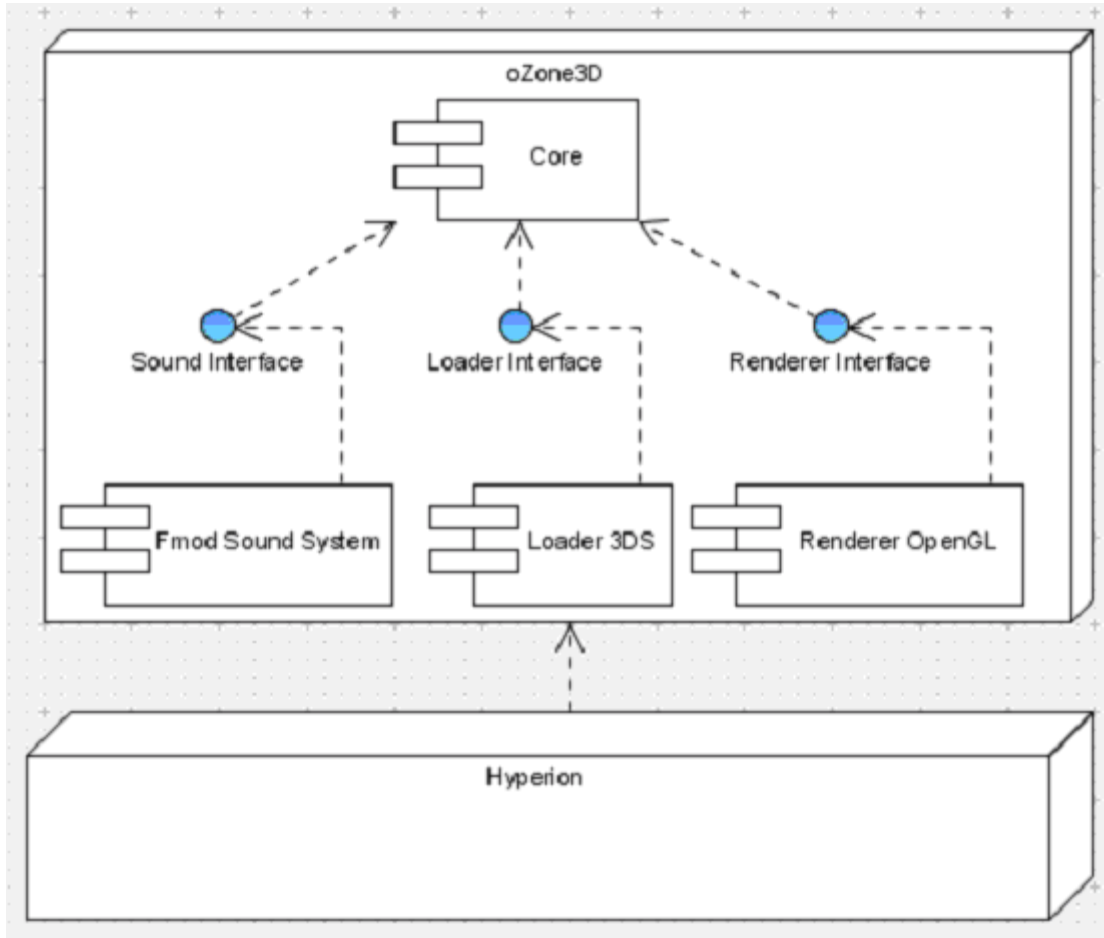 oZone3D
Core
Sound Interface
Loader Interface
Renderer Interface
Fmod Sound System
Loader 3DS
Renderer OpenGL
Hyperion